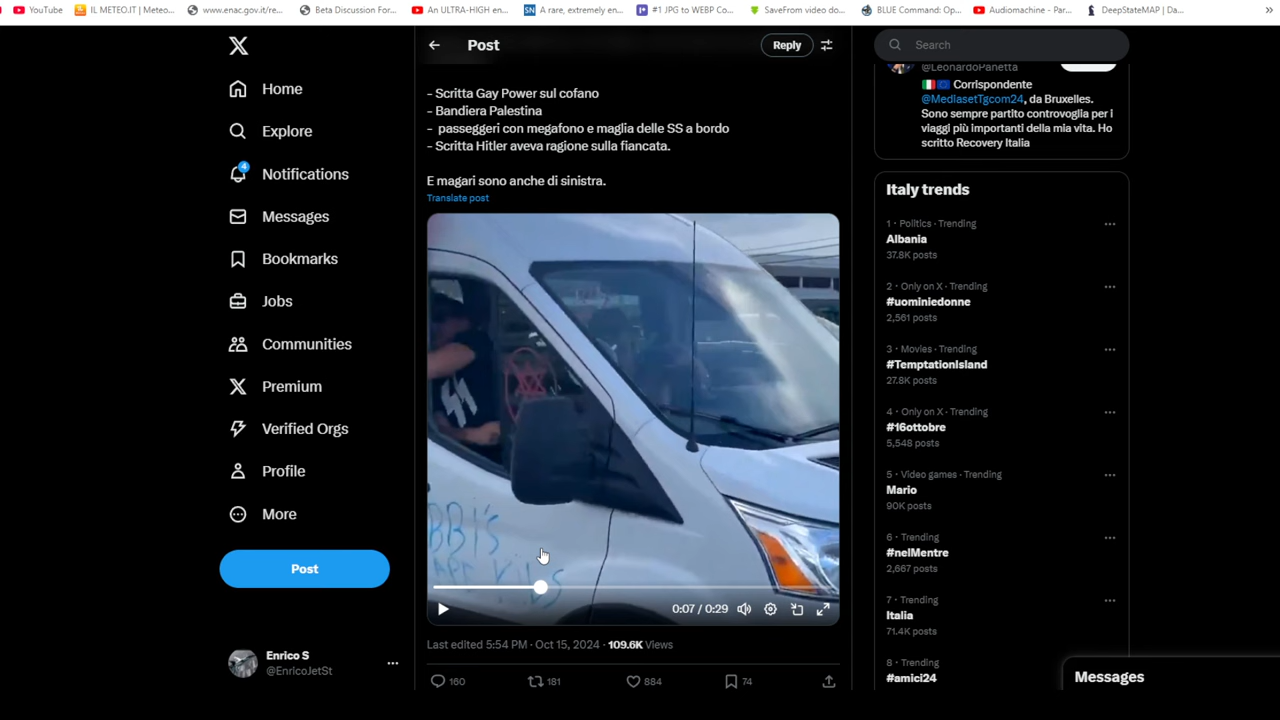 YouTube
IL METEO.IT | Meteo...
www.enac.gov.it/re...
Beta Discussion For...
An ULTRA-HIGH en...
SN A rare, extremely en...
#1 JPG to WEBP Co...
SaveFrom video do...
BLUE Command: Op...
Audiomachine - Par...
DeepStateMAP | Da...
Home
Explore
4
Notifications
Messages
Bookmarks
Jobs
Communities
Premium
Verified Orgs
Profile
More
Post
Enrico S
@EnricoJetSt
Post
Reply
- Scritta Gay Power sul cofano
- Bandiera Palestina
- passeggeri con megafono e maglia delle SS a bordo
- Scritta Hitler aveva ragione sulla fiancata.
E magari sono anche di sinistra.
Translate post
BBI'S
0:07 / 0:29
Last edited 5:54 PM · Oct 15, 2024 · 109.6K Views
160
181
884
74
Search
@LeonardoPanetta
Corrispondente
@MediasetTgcom24, da Bruxelles.
Sono sempre partito controvoglia per i
viaggi più importanti della mia vita. Ho
scritto Recovery Italia
Italy trends
1 · Politics · Trending
Albania
37.8K posts
2 · Only on X · Trending
#uominiedonne
2,561 posts
3 · Movies · Trending
#TemptationIsland
27.8K posts
4 · Only on X · Trending
#16ottobre
5,548 posts
5 · Video games · Trending
Mario
90K posts
6 · Trending
#nelMentre
2,667 posts
7 · Trending
Italia
71.4K posts
8 · Trending
#amici24
Messages